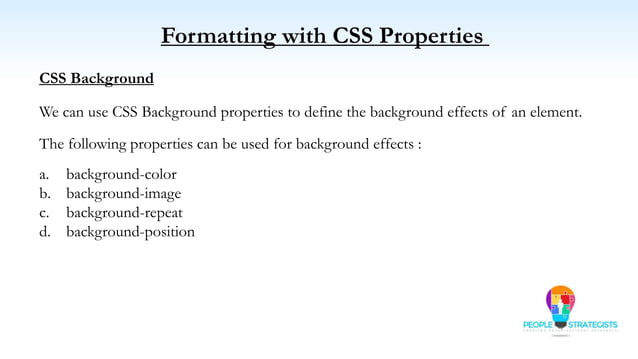 Formatting with CSS Properties
CSS Background
We can use CSS Background properties to define the background effects of an element.
The following properties can be used for background effects :
a. background-color
b. background-image
c. background-repeat
d. background-position
PEOPLE STRATEGISTS